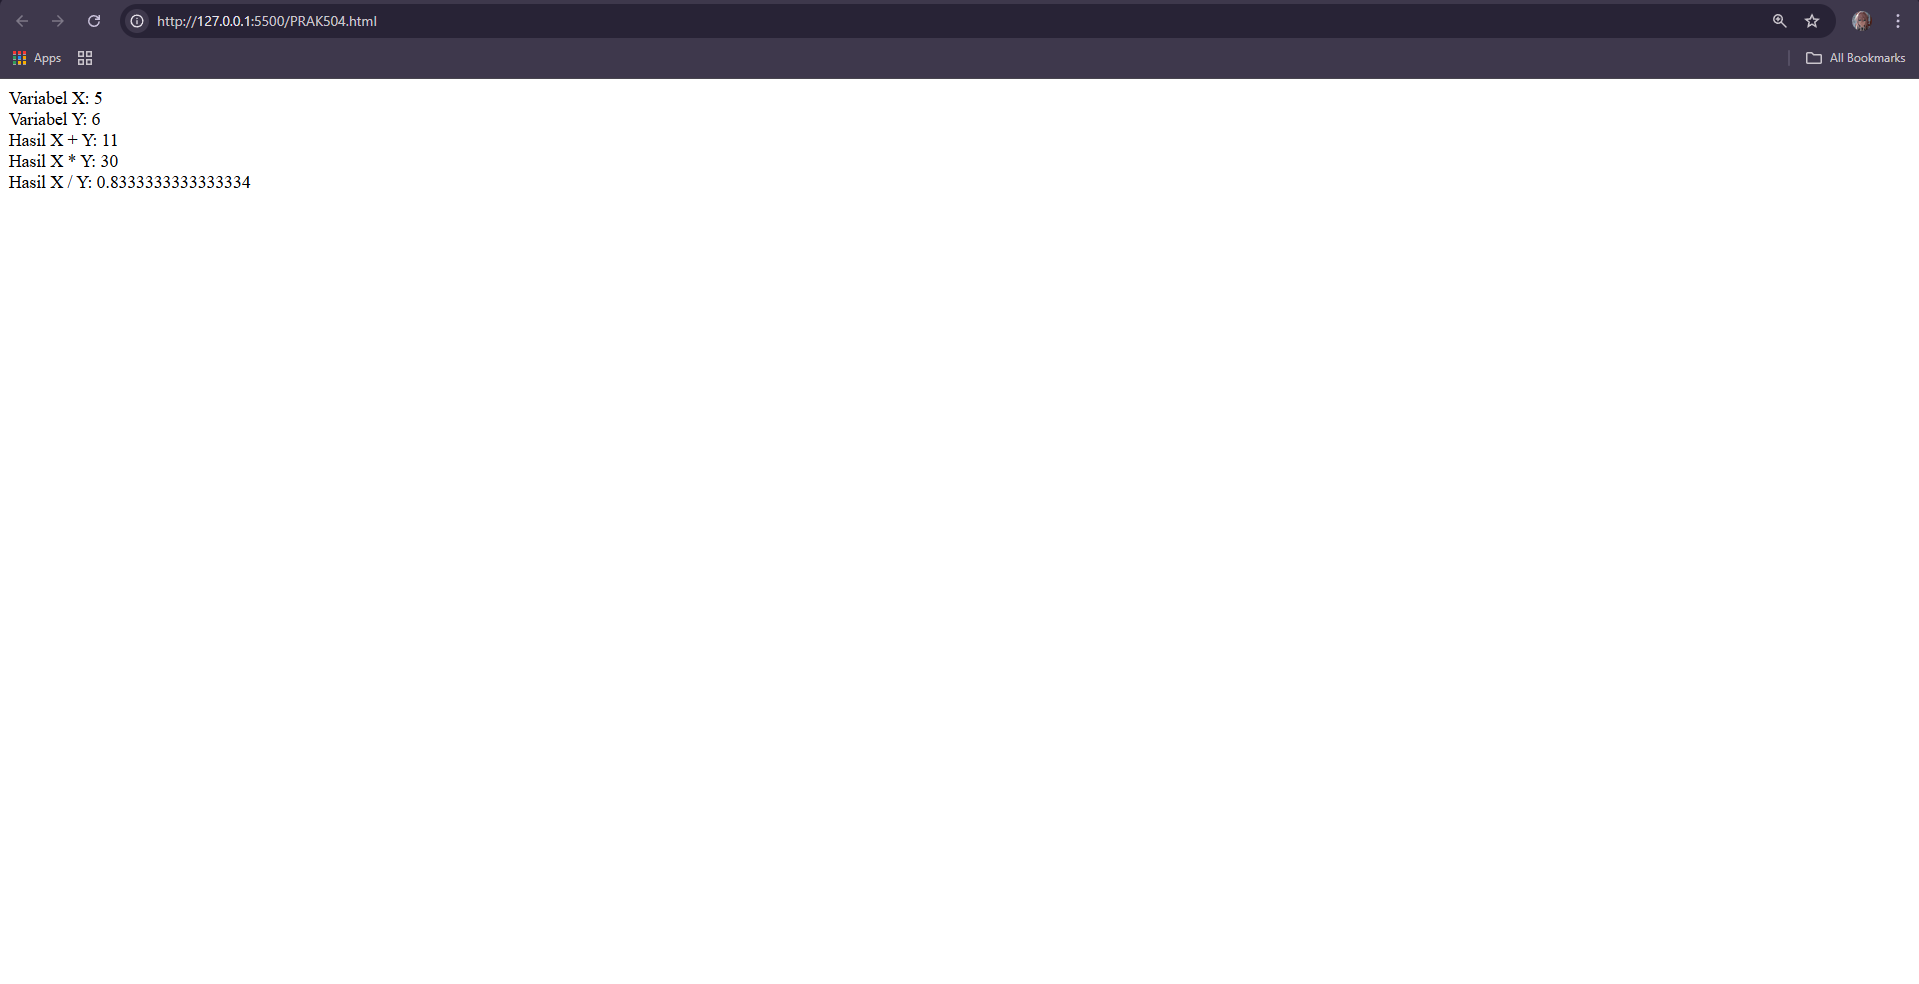 http://127.0.0.1:5500/PRAK504.html
Apps
All Bookmarks
Variabel X: 5
Variabel Y: 6
Hasil X + Y: 11
Hasil X * Y: 30
Hasil X / Y: 0.8333333333333334